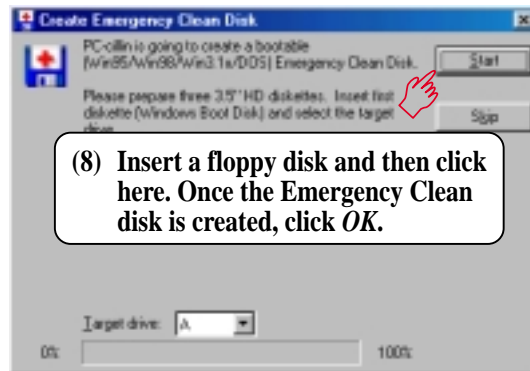 Create Emergency Clean Disk
PC-cillin is going to create a bootable
(Win95/Win98/Win3.1x/DOS) Emergency Clean Disk.
Start
Please prepare three 3.5" HD diskettes. Insert first
diskette (Windows Boot Disk) and select the target
drive.
Skip
(8) Insert a floppy disk and then click
here. Once the Emergency Clean
disk is created, click OK.
Target drive: A
0% 100%